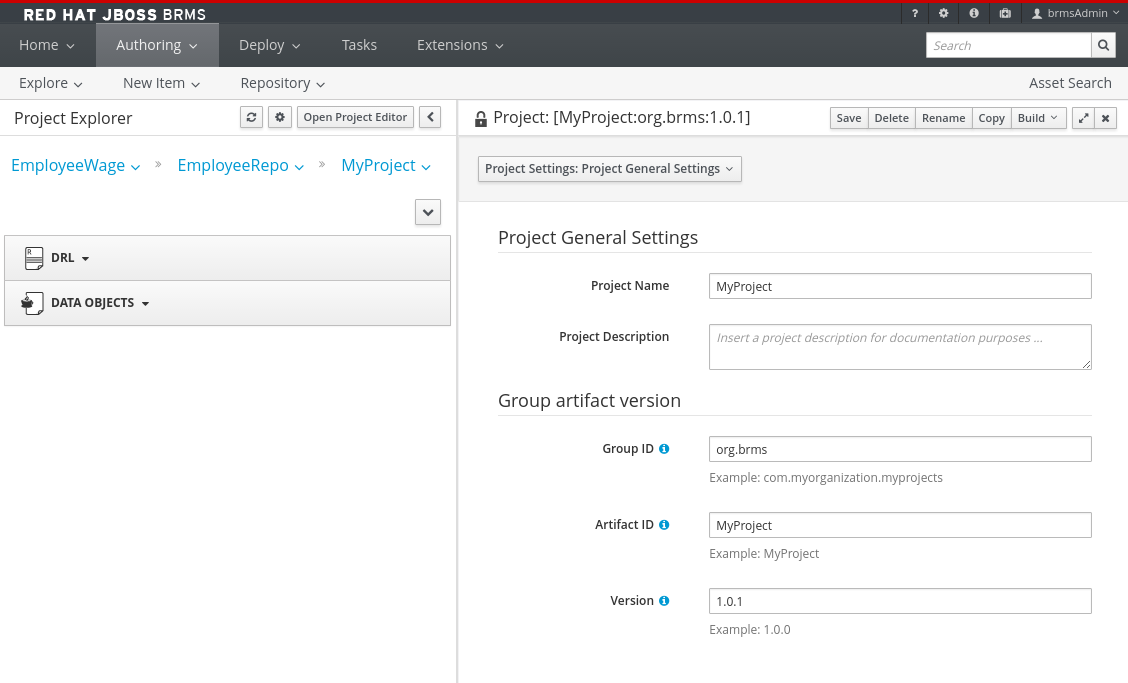 RED HAT JBOSS BRMS
? brmsAdmin
Home Authoring Deploy Tasks Extensions Search
Explore New Item Repository Asset Search
Project Explorer Open Project Editor
Project: [MyProject:org.brms:1.0.1] Save Delete Rename Copy Build
EmployeeWage » EmployeeRepo » MyProject
Project Settings: Project General Settings
R DRL
DATA OBJECTS
Project General Settings
Project Name MyProject
Project Description Insert a project description for documentation purposes ...
Group artifact version
Group ID org.brms
Example: com.myorganization.myprojects
Artifact ID MyProject
Example: MyProject
Version 1.0.1
Example: 1.0.0